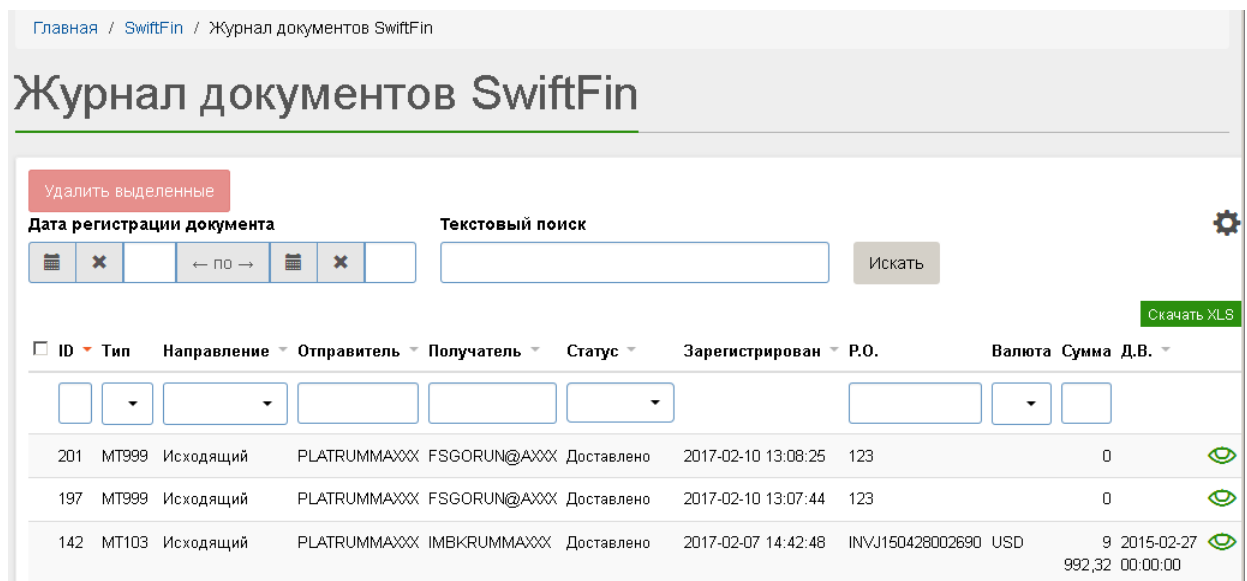 Главная / SwiftFin / Журнал документов SwiftFin
Журнал документов SwiftFin
Удалить выделенные
Дата регистрации документа Текстовый поиск
← по → Искать
Скачать XLS
ID Тип Направление Отправитель Получатель Статус Зарегистрирован Р.О. Валюта Сумма Д.В.
201 MT999 Исходящий PLATRUMMAXXX FSGORUN@AXXX Доставлено 2017-02-10 13:08:25 123 0
197 MT999 Исходящий PLATRUMMAXXX FSGORUN@AXXX Доставлено 2017-02-10 13:07:44 123 0
142 MT103 Исходящий PLATRUMMAXXX IMBKRUMMAXXX Доставлено 2017-02-07 14:42:48 INVJ150428002690 USD 9 2015-02-27
992,32 00:00:00